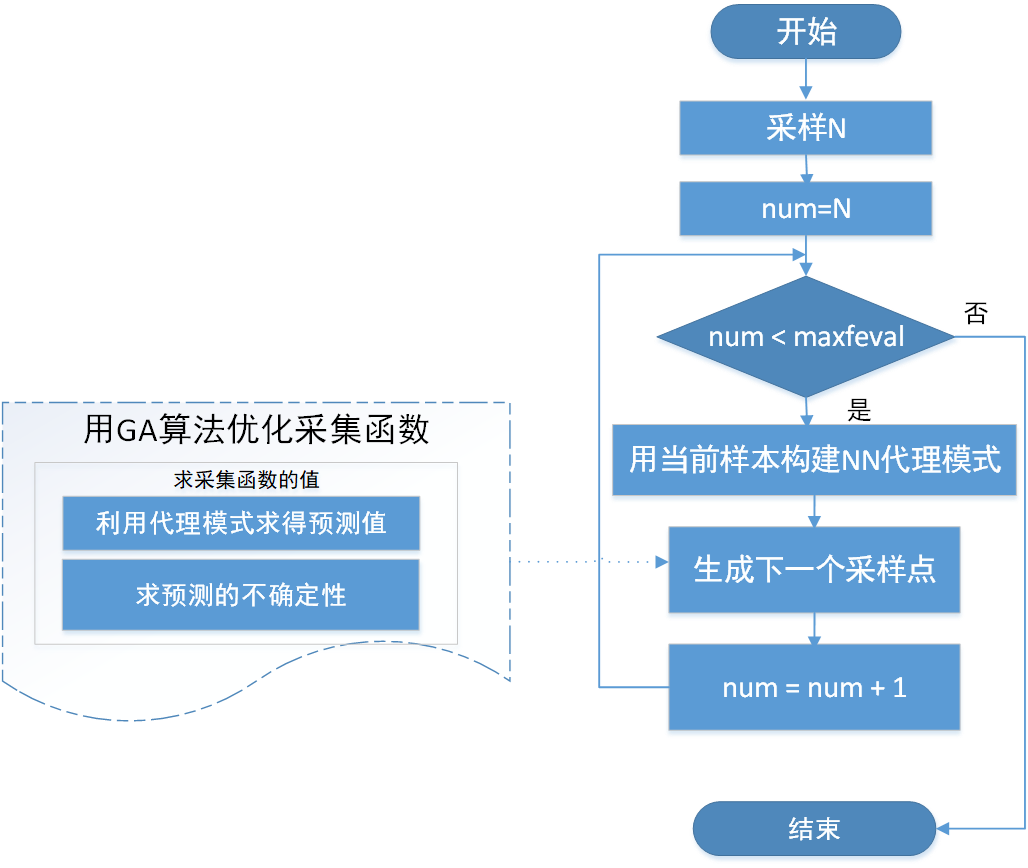 开始
采样N
num=N
num < maxfeval
否
是
用当前样本构建NN代理模式
生成下一个采样点
num = num + 1
结束
用GA算法优化采集函数
求采集函数的值
利用代理模式求得预测值
求预测的不确定性